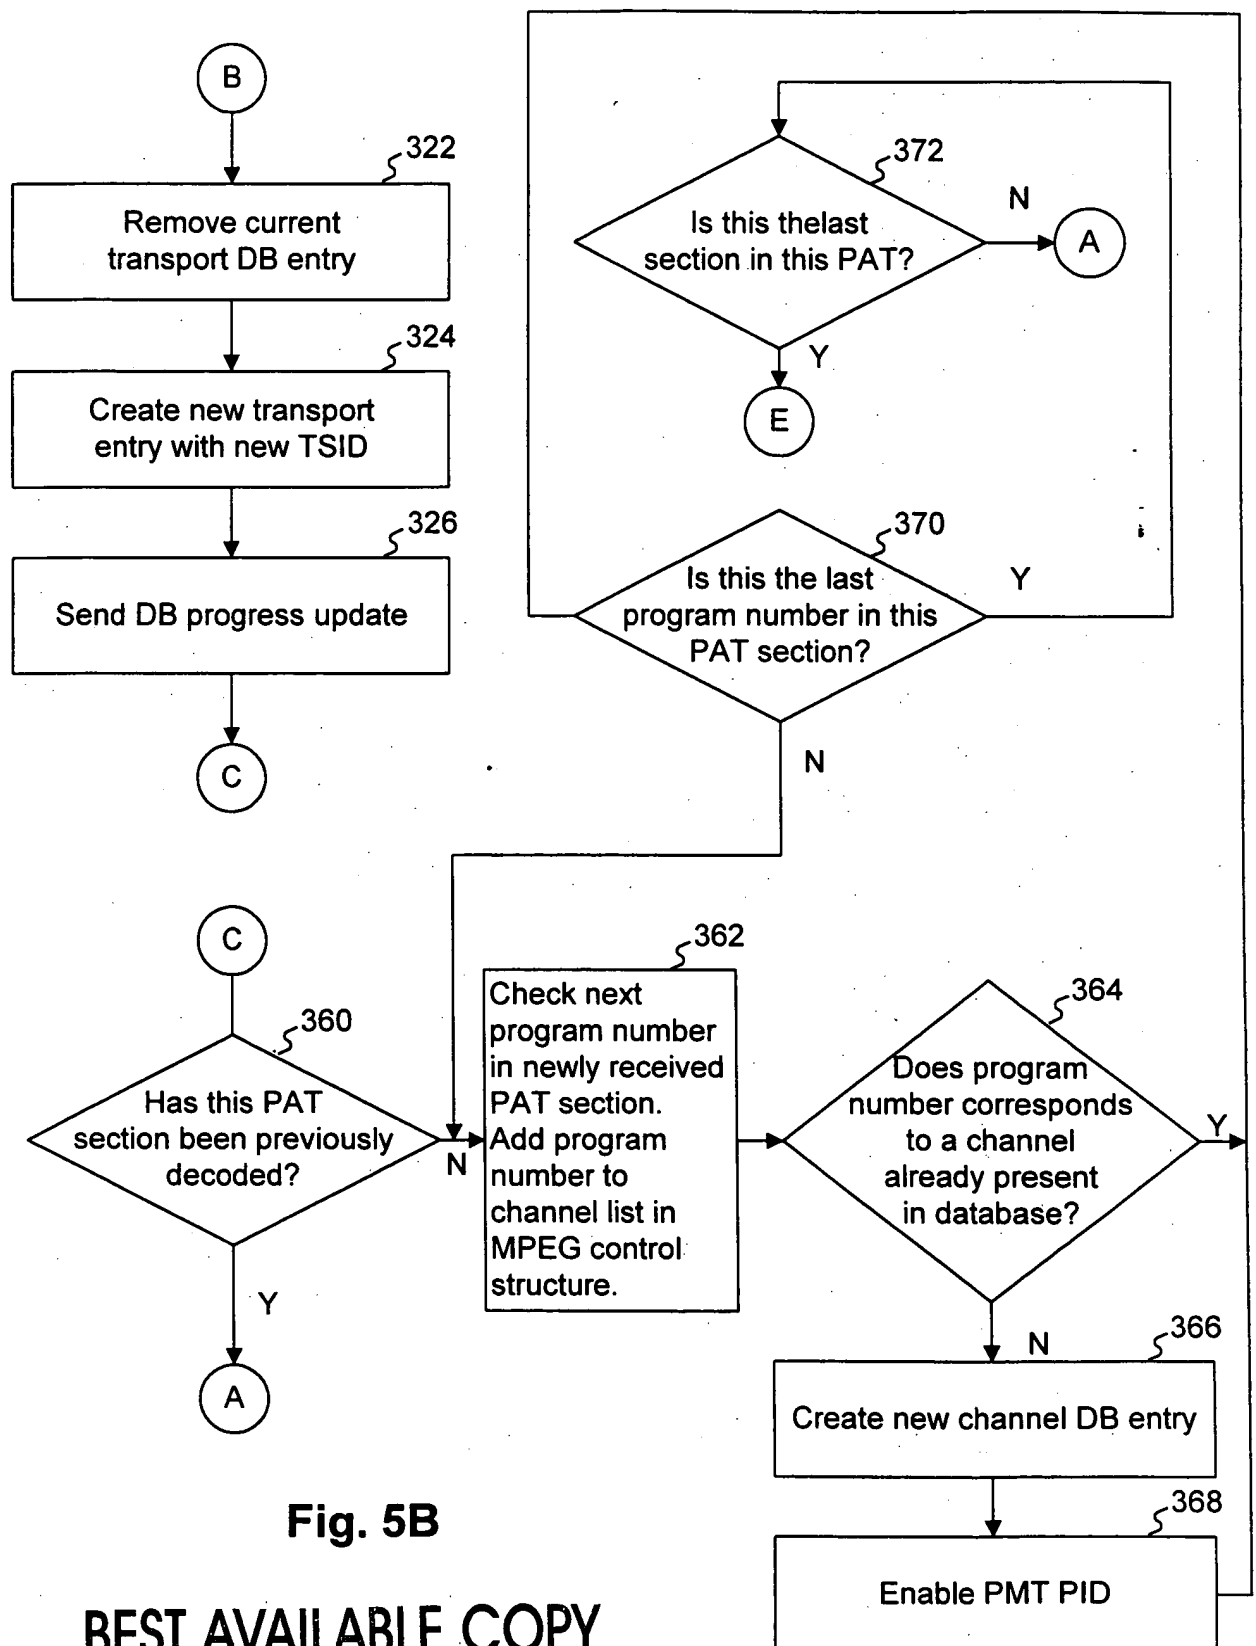 B
322
Remove current
transport DB entry
324
Create new transport
entry with new TSID
326
Send DB progress update
C
372
Is this thelast
section in this PAT?
N
A
Y
E
370
Is this the last
program number in this
PAT section?
Y
N
C
360
Has this PAT
section been previously
decoded?
N
Y
A
362
Check next
program number
in newly received
PAT section.
Add program
number to
channel list in
MPEG control
structure.
364
Does program
number corresponds
to a channel
already present
in database?
Y
N
366
Create new channel DB entry
368
Enable PMT PID
Fig. 5B
BEST AVAILABLE COPY